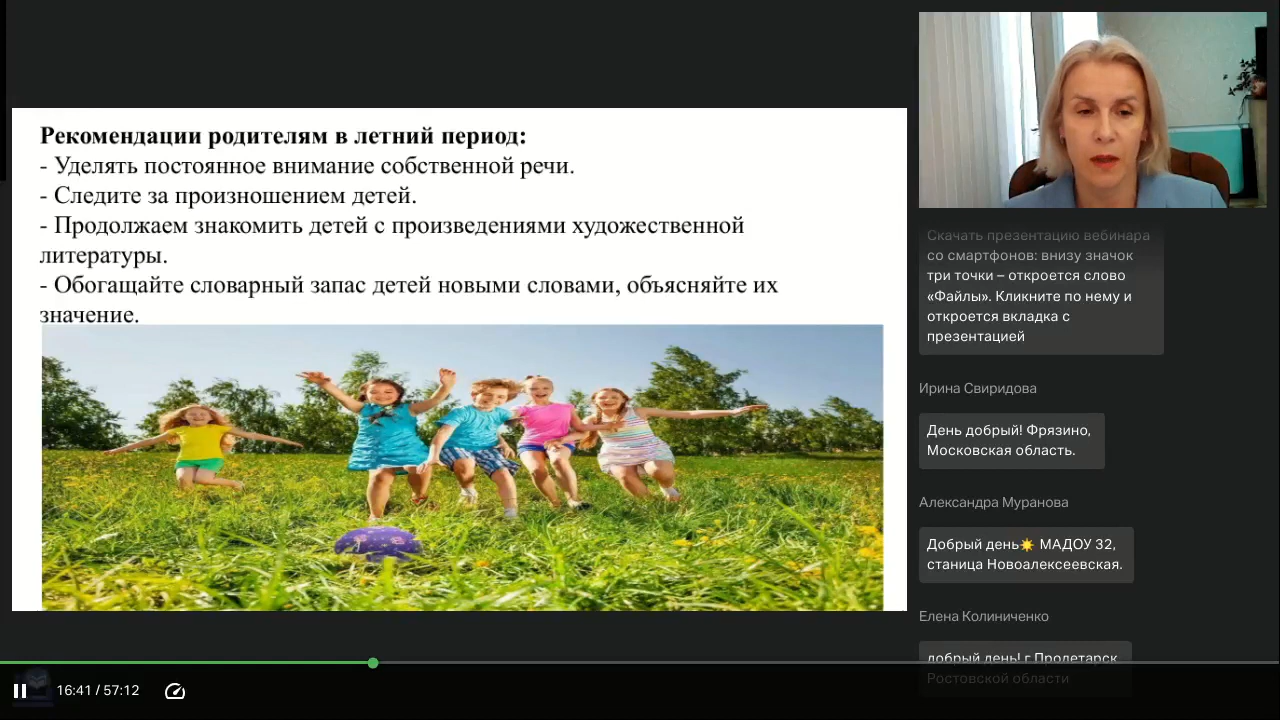 Рекомендации родителям в летний период:
- Уделять постоянное внимание собственной речи.
- Следите за произношением детей.
- Продолжаем знакомить детей с произведениями художественной
литературы.
- Обогащайте словарный запас детей новыми словами, объясняйте их
значение.
Скачать презентацию вебинара
со смартфонов: внизу значок
три точки – откроется слово
«Файлы». Кликните по нему и
откроется вкладка с
презентацией
Ирина Свиридова
День добрый! Фрязино,
Московская область.
Александра Муранова
Добрый день☀️ МАДОУ 32,
станица Новоалексеевская.
Елена Колиниченко
добрый день! г Пролетарск
Ростовской области
16:41 / 57:12